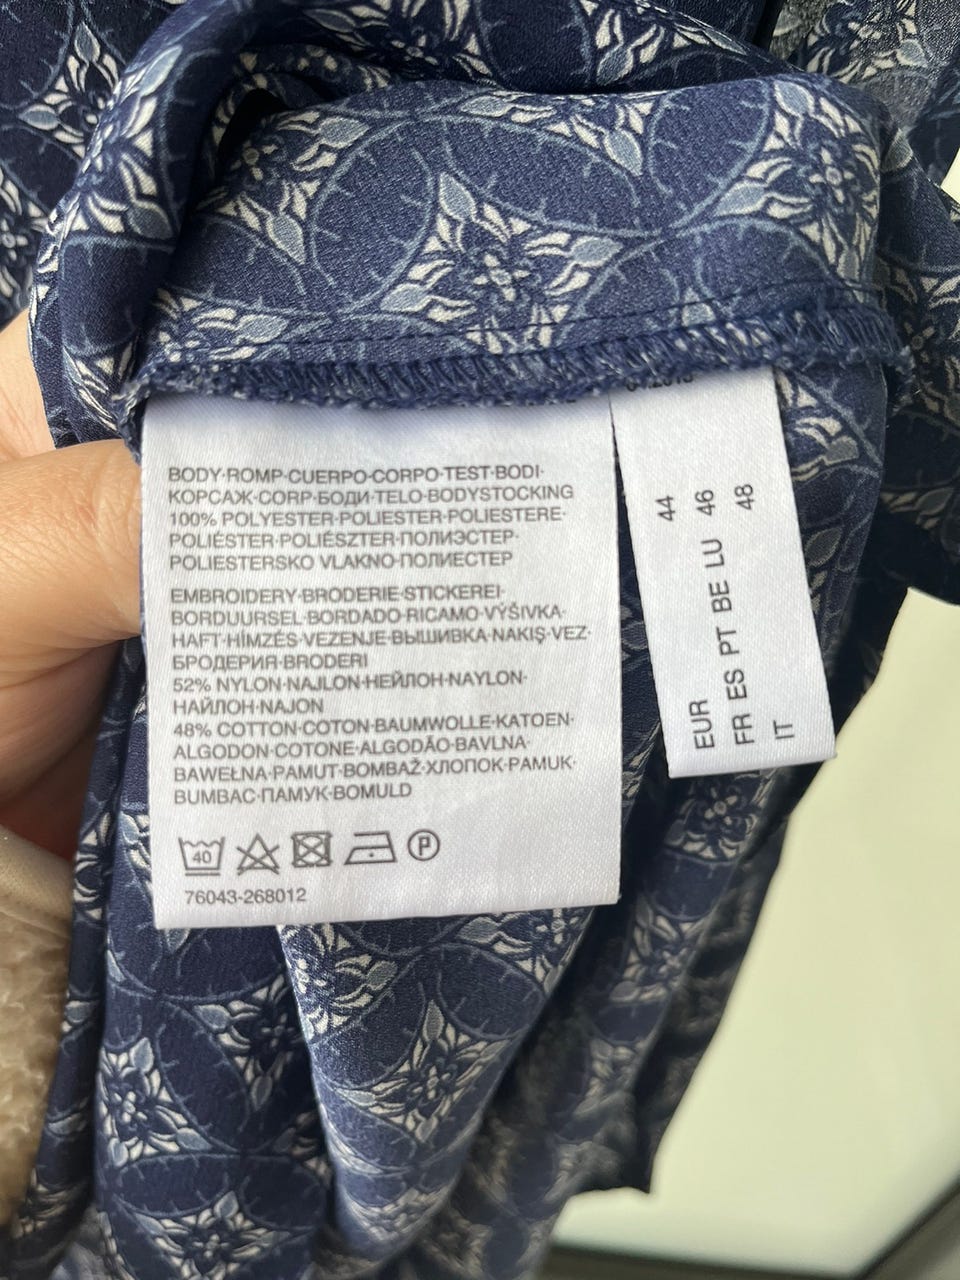 BODY·ROMP·CUERPO·CORPO·TEST·BODI·
КОРСАЖ·CORP·БОДИ·TELO·BODYSTOCKING
100% POLYESTER·POLIESTER·POLIESTERE·
POLIÉSTER·POLIÉSZTER·ПОЛИЭСТЕР·
POLIESTERSKO VLAKNO·ПОЛИЕСТЕР
EMBROIDERY·BRODERIE·STICKEREI·
BORDUURSEL·BORDADO·RICAMO·VÝŠIVKA·
HAFT·HÍMZÉS·VEZENJE·ВЫШИВКА·NAKIŞ·VEZ·
БРОДЕРИЯ·BRODERI
52% NYLON·NAJLON·НЕЙЛОН·NAYLON·
НАЙЛОН·NAJON
48% COTTON·COTON·BAUMWOLLE·KATOEN·
ALGODON·COTONE·ALGODÃO·BAVLNA·
BAWEŁNA·PAMUT·BOMBAŽ·ХЛОПОК·PAMUK·
BUMBAC·ПАМУК·BOMULD
40
P
76043-268012
EUR 44
FR ES PT BE LU 46
IT 48